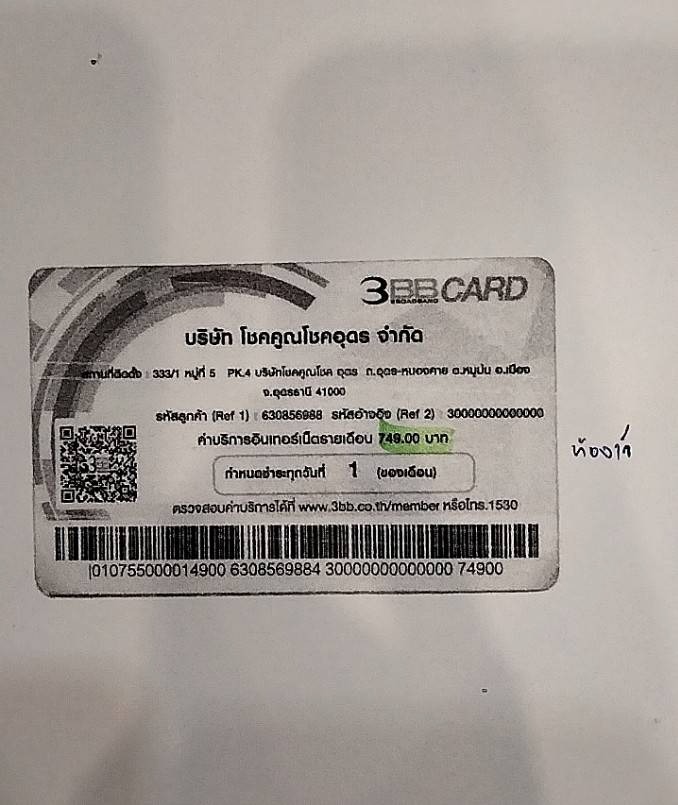 3BB CARD
BROADBAND
บริษัท โชคคูณโชคอุดร จำกัด
สถานที่ติดตั้ง : 333/1 หมู่ที่ 5 PK.4 บริษัทโชคคูณโชค อุดร ถ.อุดร-หนองคาย ต.หมูม่น อ.เมือง
จ.อุดรธานี 41000
รหัสลูกค้า (Ref 1) : 630856988 รหัสอ้างอิง (Ref 2) : 30000000000000
ค่าบริการอินเทอร์เน็ตรายเดือน 749.00 บาท
กำหนดชำระทุกวันที่ 1 (ของเดือน)
ตรวจสอบค่าบริการได้ที่ www.3bb.co.th/member หรือโทร.1530
|010755000014900 6308569884 30000000000000 74900